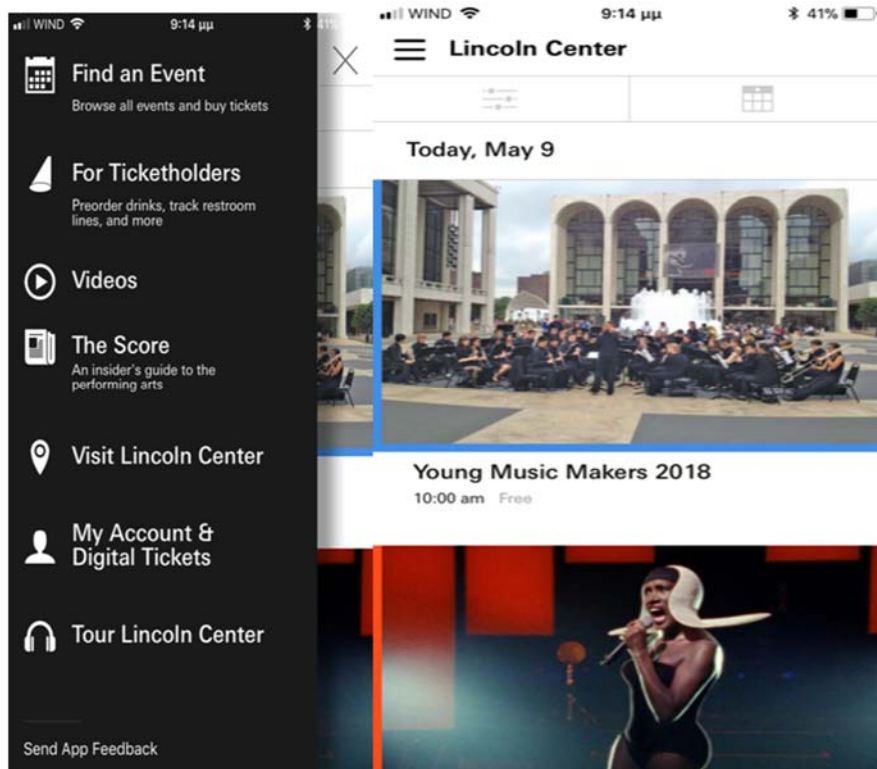 WIND 9:14 μμ 41%
Find an Event
Browse all events and buy tickets
For Ticketholders
Preorder drinks, track restroom
lines, and more
Videos
The Score
An insider's guide to the
performing arts
Visit Lincoln Center
My Account &
Digital Tickets
Tour Lincoln Center
Send App Feedback
WIND 9:14 μμ 41%
Lincoln Center
Today, May 9
Young Music Makers 2018
10:00 am Free